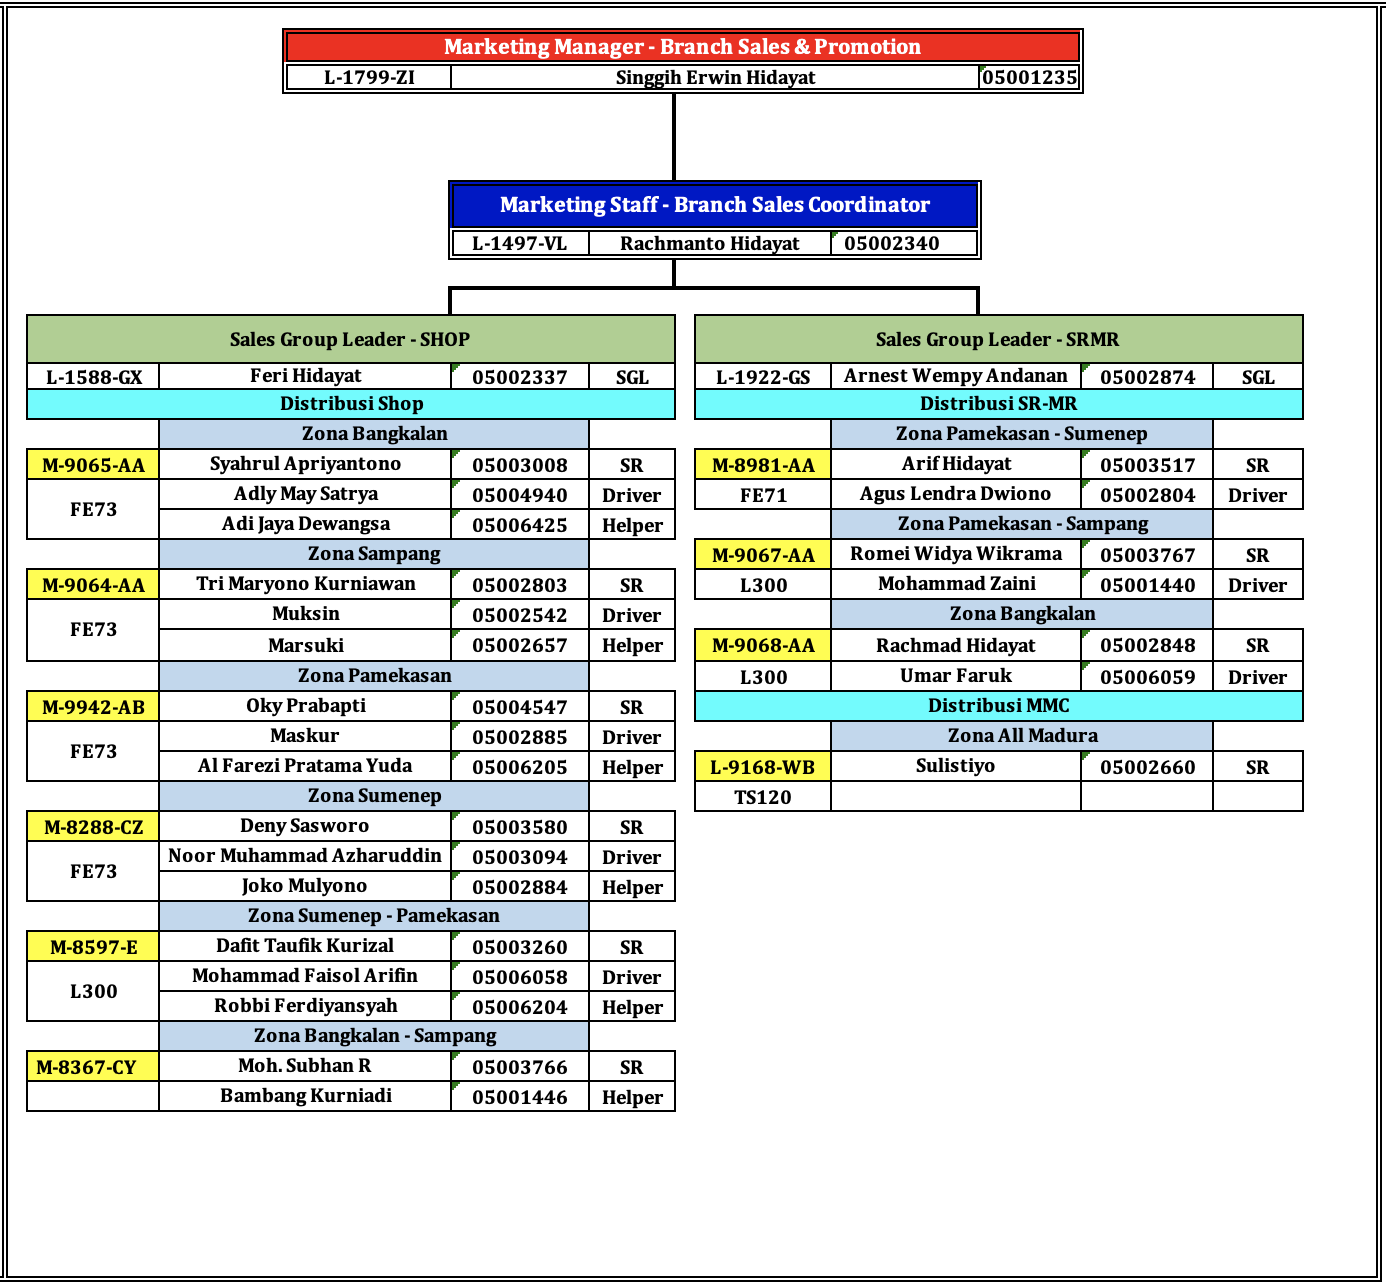 Marketing Manager - Branch Sales & Promotion
L-1799-ZI Singgih Erwin Hidayat 05001235
Marketing Staff - Branch Sales Coordinator
L-1497-VL Rachmanto Hidayat 05002340
Sales Group Leader - SHOP
L-1588-GX Feri Hidayat 05002337 SGL
Distribusi Shop
Zona Bangkalan
M-9065-AA Syahrul Apriyantono 05003008 SR
FE73
Adly May Satrya 05004940 Driver
Adi Jaya Dewangsa 05006425 Helper
Zona Sampang
M-9064-AA Tri Maryono Kurniawan 05002803 SR
FE73
Muksin 05002542 Driver
Marsuki 05002657 Helper
Zona Pamekasan
M-9942-AB Oky Prabapti 05004547 SR
FE73
Maskur 05002885 Driver
Al Farezi Pratama Yuda 05006205 Helper
Zona Sumenep
M-8288-CZ Deny Sasworo 05003580 SR
FE73
Noor Muhammad Azharuddin 05003094 Driver
Joko Mulyono 05002884 Helper
Zona Sumenep - Pamekasan
M-8597-E Dafit Taufik Kurizal 05003260 SR
L300
Mohammad Faisol Arifin 05006058 Driver
Robbi Ferdiyansyah 05006204 Helper
Zona Bangkalan - Sampang
M-8367-CY Moh. Subhan R 05003766 SR
Bambang Kurniadi 05001446 Helper
Sales Group Leader - SRMR
L-1922-GS Arnest Wempy Andanan 05002874 SGL
Distribusi SR-MR
Zona Pamekasan - Sumenep
M-8981-AA Arif Hidayat 05003517 SR
FE71 Agus Lendra Dwiono 05002804 Driver
Zona Pamekasan - Sampang
M-9067-AA Romei Widya Wikrama 05003767 SR
L300 Mohammad Zaini 05001440 Driver
Zona Bangkalan
M-9068-AA Rachmad Hidayat 05002848 SR
L300 Umar Faruk 05006059 Driver
Distribusi MMC
Zona All Madura
L-9168-WB Sulistiyo 05002660 SR
TS120